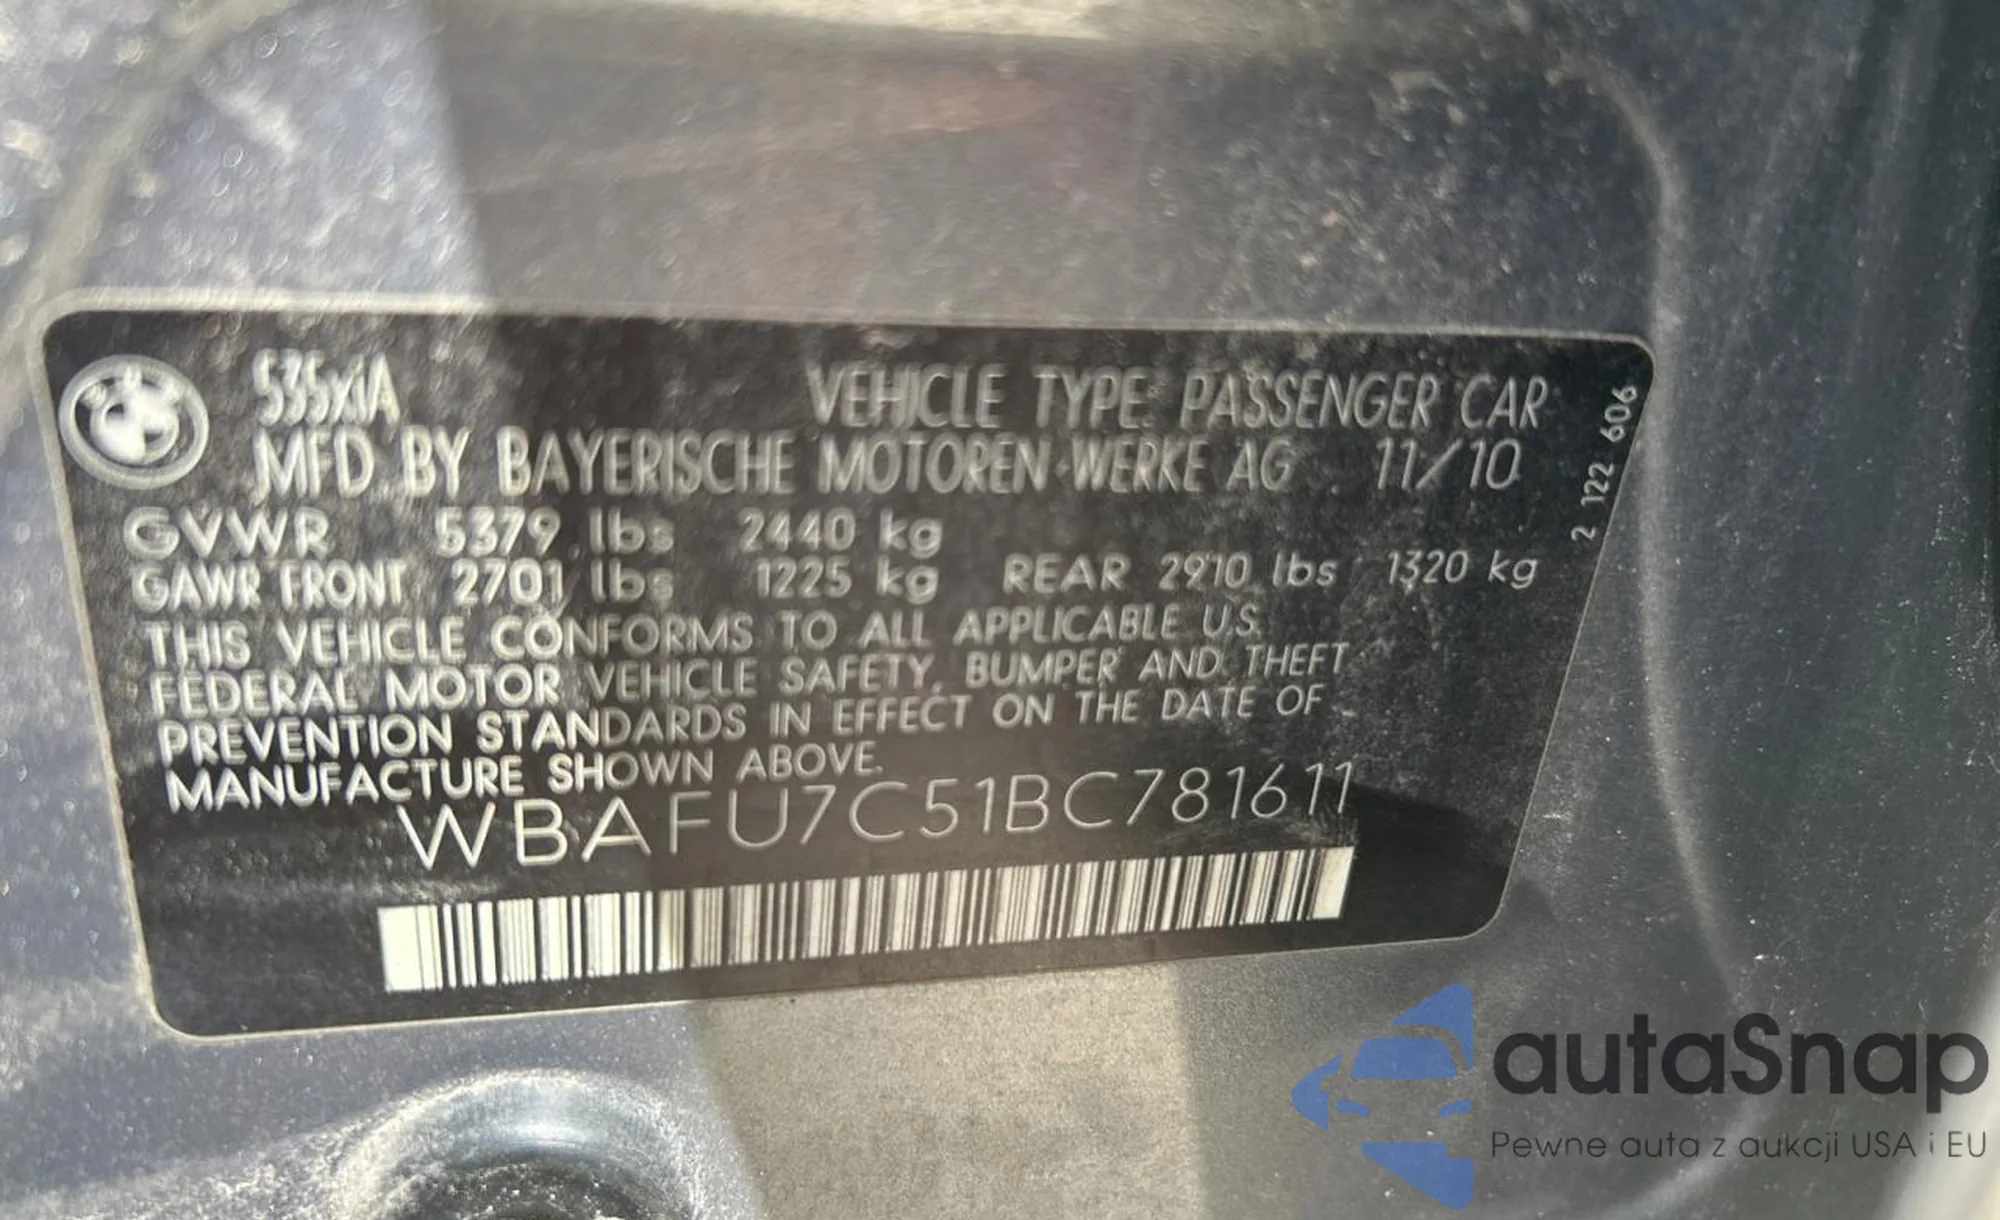 535xiA
VEHICLE TYPE: PASSENGER CAR
MFD BY BAYERISCHE MOTOREN WERKE AG 11/10
GVWR 5379 lbs 2440 kg
GAWR FRONT 2701 lbs 1225 kg REAR 2910 lbs 1320 kg
THIS VEHICLE CONFORMS TO ALL APPLICABLE U.S.
FEDERAL MOTOR VEHICLE SAFETY, BUMPER AND THEFT
PREVENTION STANDARDS IN EFFECT ON THE DATE OF
MANUFACTURE SHOWN ABOVE.
WBAFU7C51BC781611
2 122 606
autaSnap
Pewne auta z aukcji USA i EU